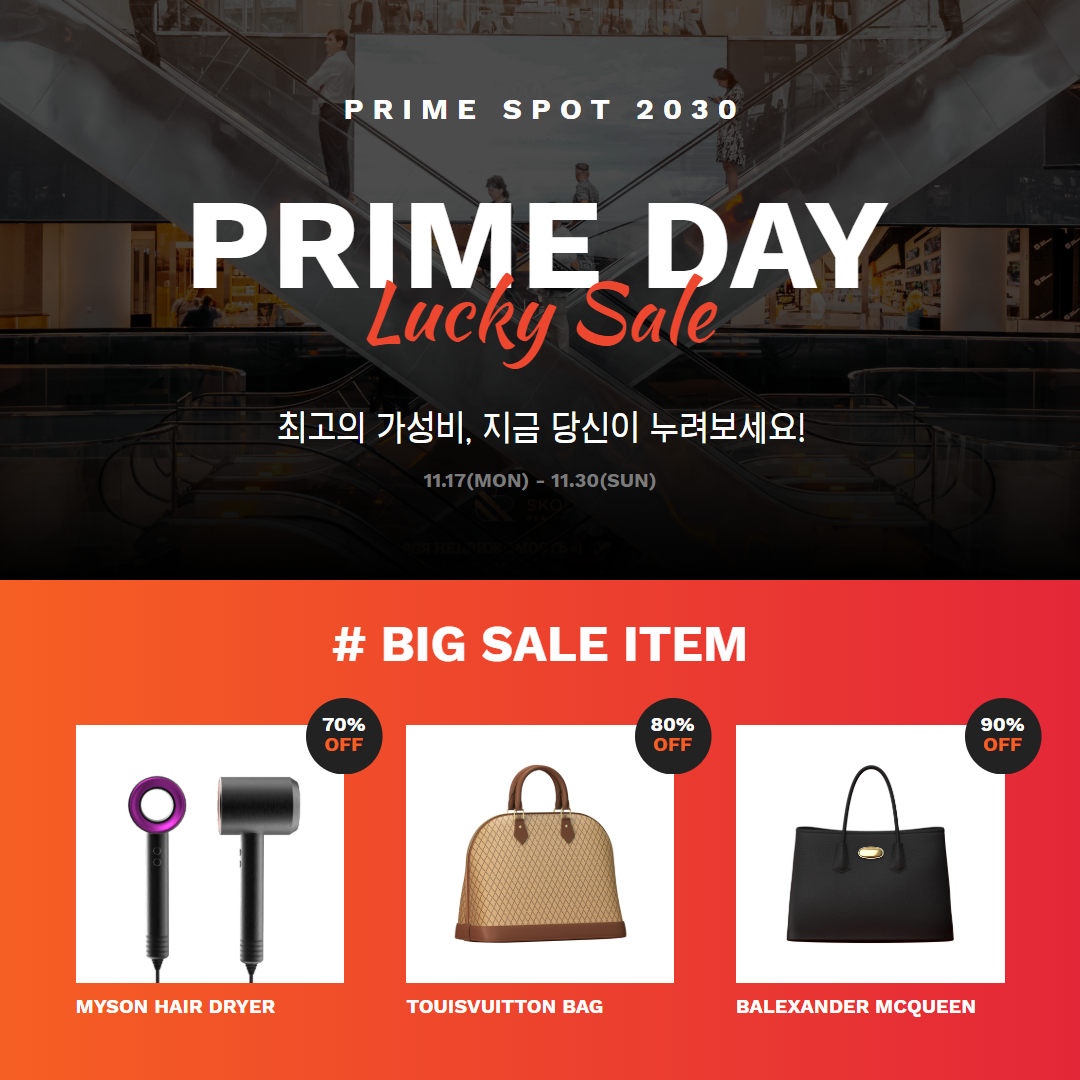 PRIME SPOT 2030
PRIME DAY
Lucky Sale
최고의 가성비, 지금 당신이 누려보세요!
11.17(MON) - 11.30(SUN)
# BIG SALE ITEM
70%
OFF
80%
OFF
90%
OFF
MYSON HAIR DRYER
TOUISVUITTON BAG
BALEXANDER MCQUEEN